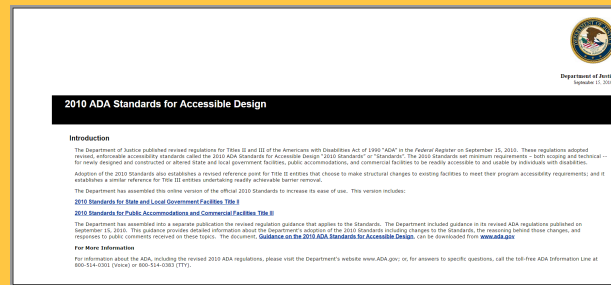 Department of Justi
September 15, 201
2010 ADA Standards for Accessible Design
Introduction
The Department of Justice published revised regulations for Titles II and III of the Americans with Disabilities Act of 1990 "ADA" in the Federal Register on September 15, 2010. These regulations adopted
revised, enforceable accessibility standards called the 2010 ADA Standards for Accessible Design "2010 Standards" or "Standards". The 2010 Standards set minimum requirements – both scoping and technical --
for newly designed and constructed or altered State and local government facilities, public accommodations, and commercial facilities to be readily accessible to and usable by individuals with disabilities.
Adoption of the 2010 Standards also establishes a revised reference point for Title II entities that choose to make structural changes to existing facilities to meet their program accessibility requirements; and it
establishes a similar reference for Title III entities undertaking readily achievable barrier removal.
The Department has assembled this online version of the official 2010 Standards to increase its ease of use. This version includes:
2010 Standards for State and Local Government Facilities Title II
2010 Standards for Public Accommodations and Commercial Facilities Title III
The Department has assembled into a separate publication the revised regulation guidance that applies to the Standards. The Department included guidance in its revised ADA regulations published on
September 15, 2010. This guidance provides detailed information about the Department's adoption of the 2010 Standards including changes to the Standards, the reasoning behind those changes, and
responses to public comments received on these topics. The document, Guidance on the 2010 ADA Standards for Accessible Design, can be downloaded from www.ada.gov
For More Information
For information about the ADA, including the revised 2010 ADA regulations, please visit the Department's website www.ADA.gov; or, for answers to specific questions, call the toll-free ADA Information Line at
800-514-0301 (Voice) or 800-514-0383 (TTY).